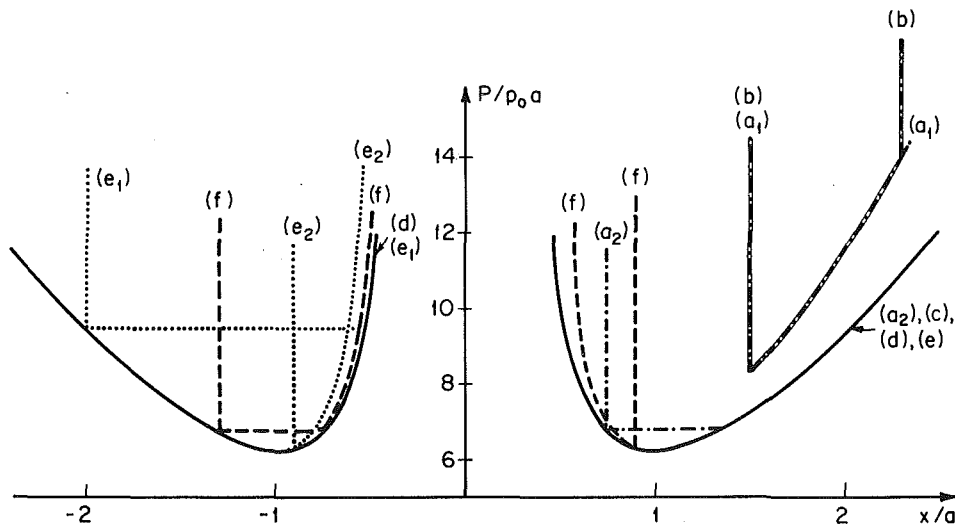 (b)
P/p₀a
(b)
(a₁)
(a₁)
(e₂)
14
(e₁)
(f)
(f)
(f)
(f)
(a₂)
(e₂)
(d)
(e₁)
12
10
(a₂),(c),
(d),(e)
8
6
-2
-1
1
2
x/a